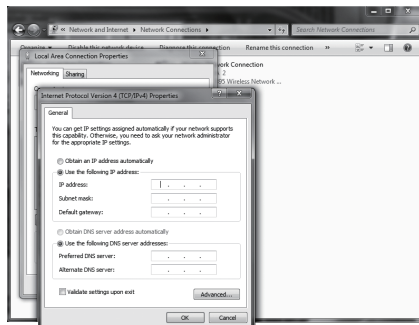 « Network and Internet ▸ Network Connections ▸
Search Network Connections
Organize Disable this network device Diagnose this connection Rename this connection »
Local Area Connection Properties
Networking Sharing
Internet Protocol Version 4 (TCP/IPv4) Properties
General
You can get IP settings assigned automatically if your network supports
this capability. Otherwise, you need to ask your network administrator
for the appropriate IP settings.
Obtain an IP address automatically
Use the following IP address:
IP address:
Subnet mask:
Default gateway:
Obtain DNS server address automatically
Use the following DNS server addresses:
Preferred DNS server:
Alternate DNS server:
Validate settings upon exit
Advanced...
OK Cancel